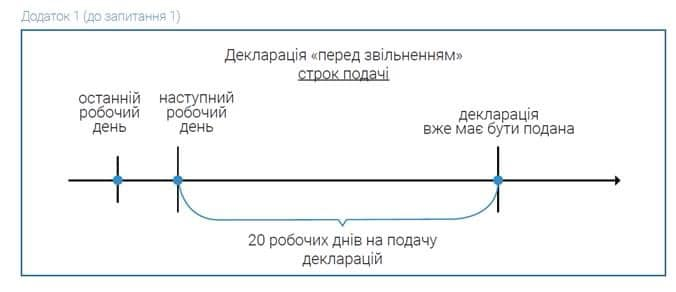 Додаток 1 (до запитання 1)
Декларація «перед звільненням»
строк подачі
останній
робочий
день
наступний
робочий
день
декларація
вже має бути подана
20 робочих днів на подачу
декларацій